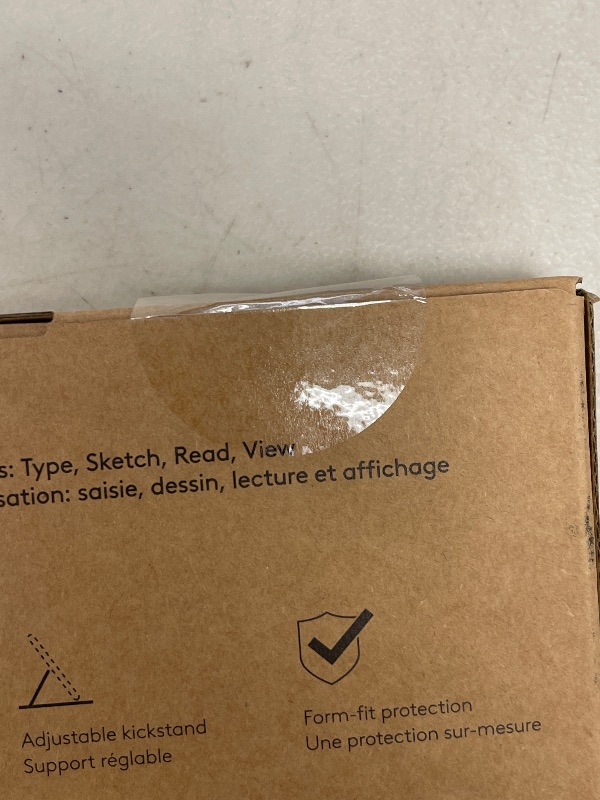 s: Type, Sketch, Read, View
sation: saisie, dessin, lecture et affichage
Adjustable kickstand
Support réglable
Form-fit protection
Une protection sur-mesure